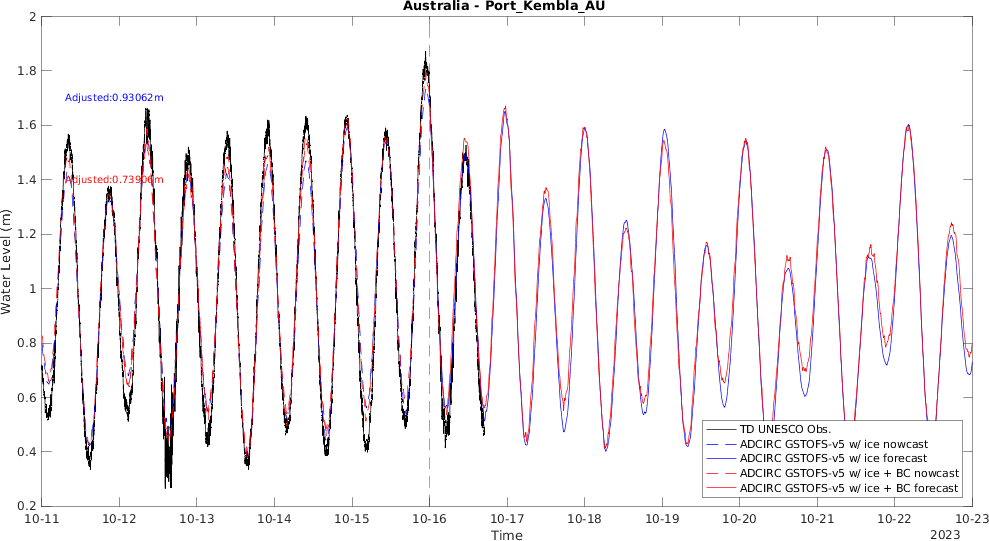 Australia - Port_Kembla_AU
2
1.8
1.6
1.4
1.2
1
0.8
0.6
0.4
0.2
Water Level (m)
Adjusted:0.93062m
Adjusted:0.73906m
TD UNESCO Obs.
ADCIRC GSTOFS-v5 w/ ice nowcast
ADCIRC GSTOFS-v5 w/ ice forecast
ADCIRC GSTOFS-v5 w/ ice + BC nowcast
ADCIRC GSTOFS-v5 w/ ice + BC forecast
10-11 10-12 10-13 10-14 10-15 10-16 10-17 10-18 10-19 10-20 10-21 10-22 10-23
Time
2023